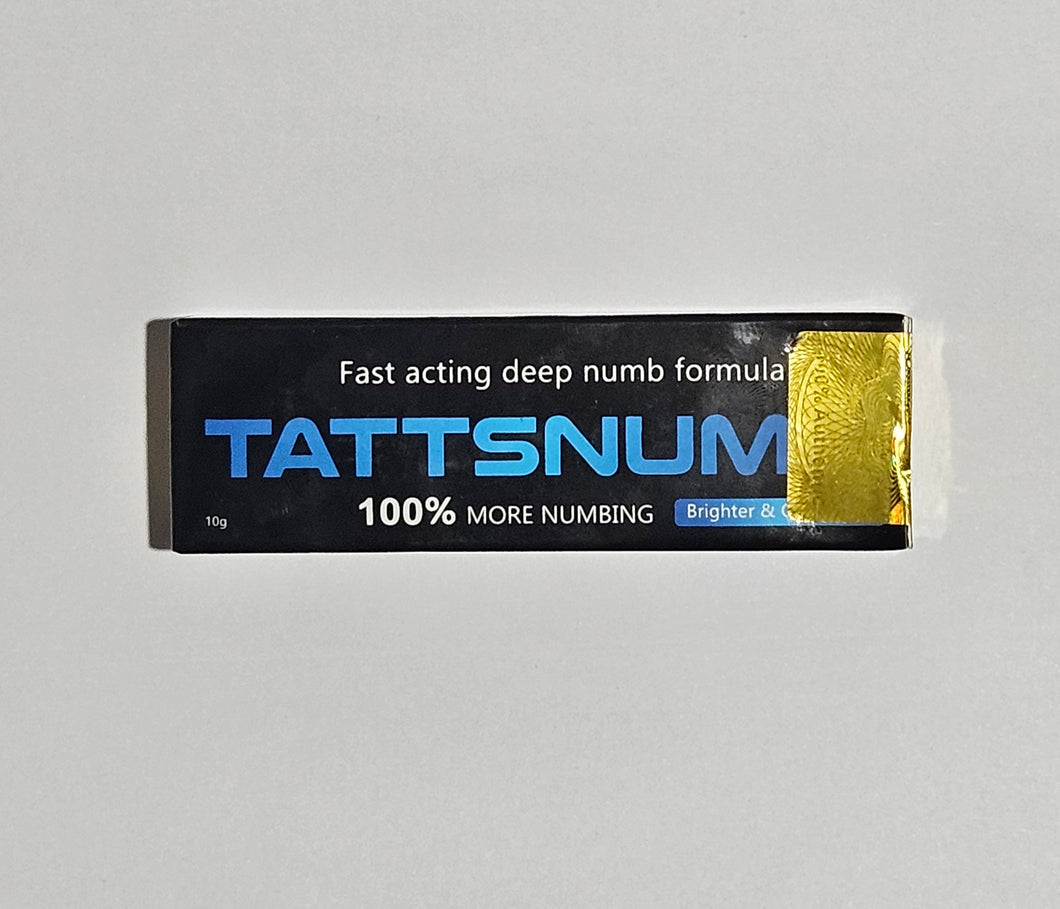 Fast acting deep numb formula
TATTSNUM
100% MORE NUMBING
Brighter &
10g